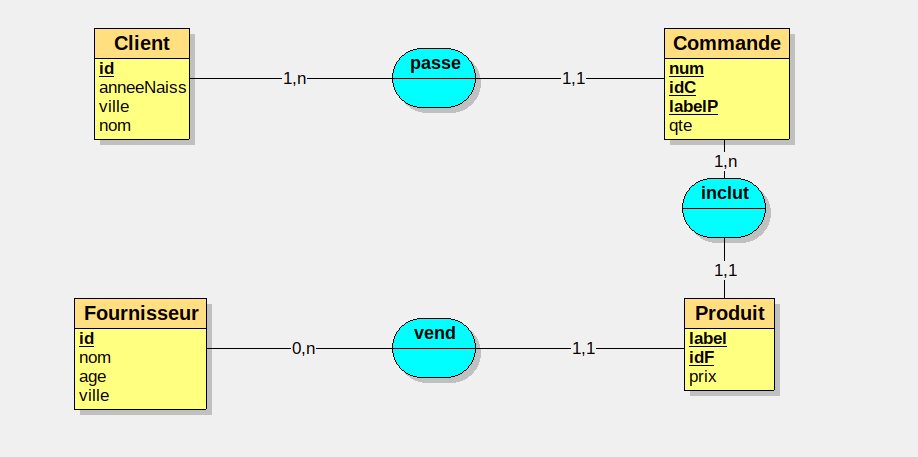 Client
id
anneeNaiss
ville
nom
1,n
passe
1,1
Commande
num
idC
labelP
qte
1,n
inclut
1,1
Fournisseur
id
nom
age
ville
0,n
vend
1,1
Produit
label
idF
prix